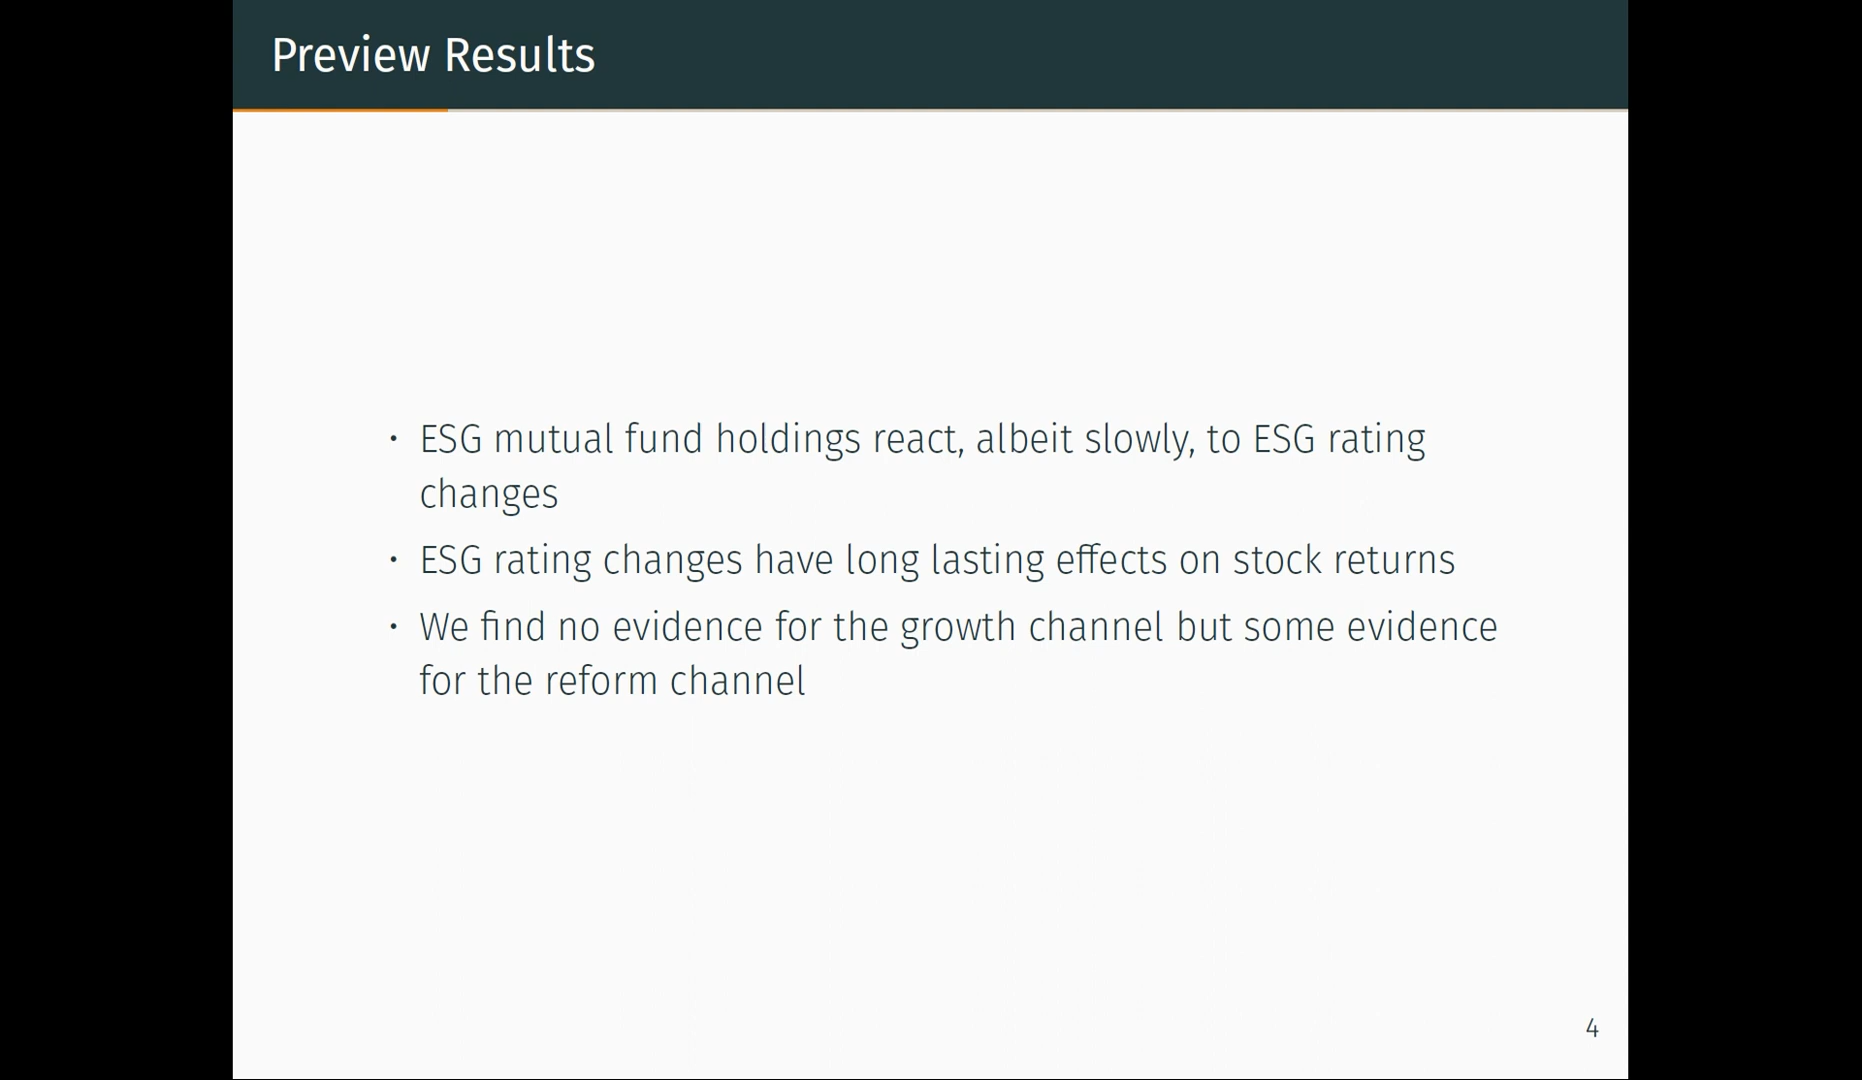 Preview Results
• ESG mutual fund holdings react, albeit slowly, to ESG rating
changes
• ESG rating changes have long lasting effects on stock returns
• We find no evidence for the growth channel but some evidence
for the reform channel
4